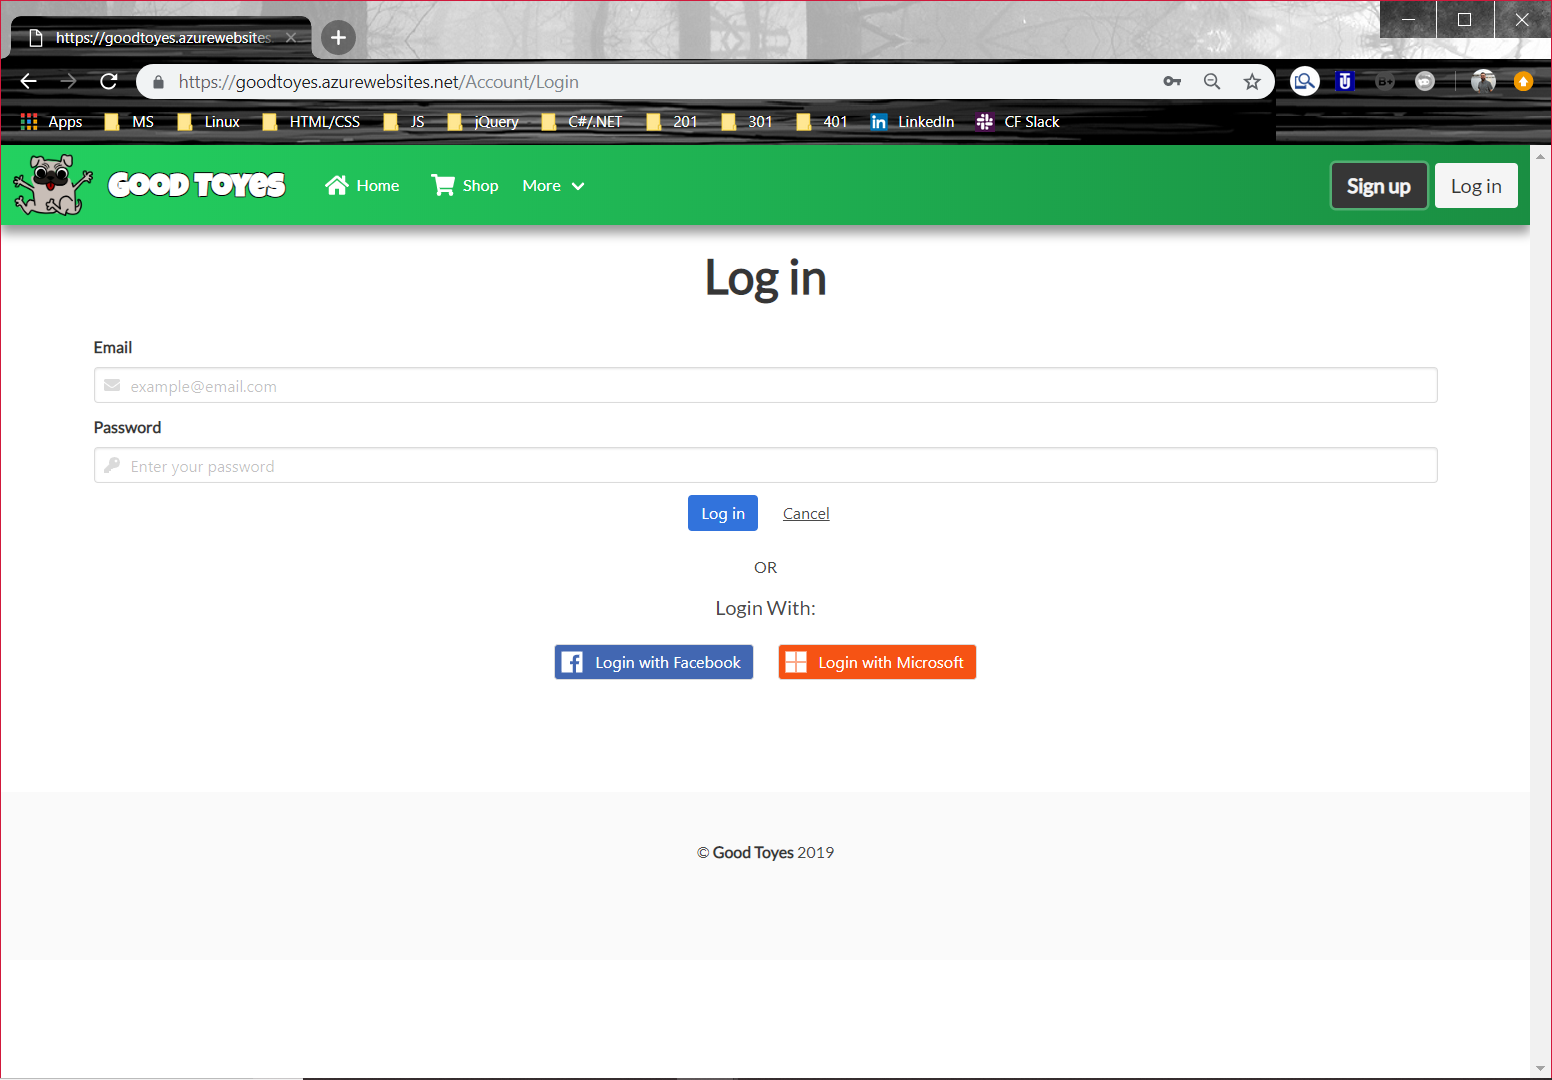 https://goodtoyes.azurewebsites
https://goodtoyes.azurewebsites.net/Account/Login
Apps MS Linux HTML/CSS JS jQuery C#/.NET 201 301 401 LinkedIn CF Slack
GOOD TOYES Home Shop More Sign up Log in
Log in
Email
example@email.com
Password
Enter your password
Log in Cancel
OR
Login With:
Login with Facebook Login with Microsoft
© Good Toyes 2019